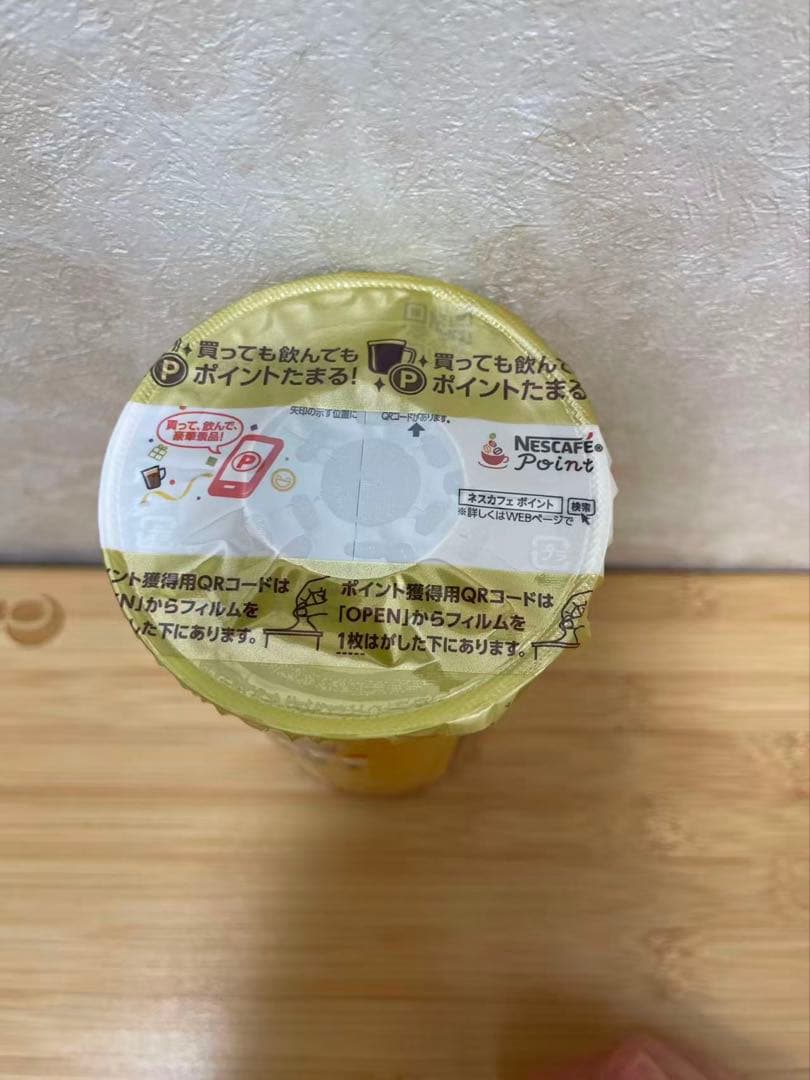 買っても飲んでも
ポイントたまる!
買っても飲んで
ポイントたまる
矢印の示す位置に
QRコードがあります。
買って、飲んで、
豪華景品!
P
NESCAFÉ®
Point
ネスカフェ ポイント 検索
※詳しくはWEBページで
プラ
ント獲得用QRコードは
N」からフィルムを
した下にあります。
ポイント獲得用QRコードは
「OPEN」からフィルムを
1枚はがした下にあります。